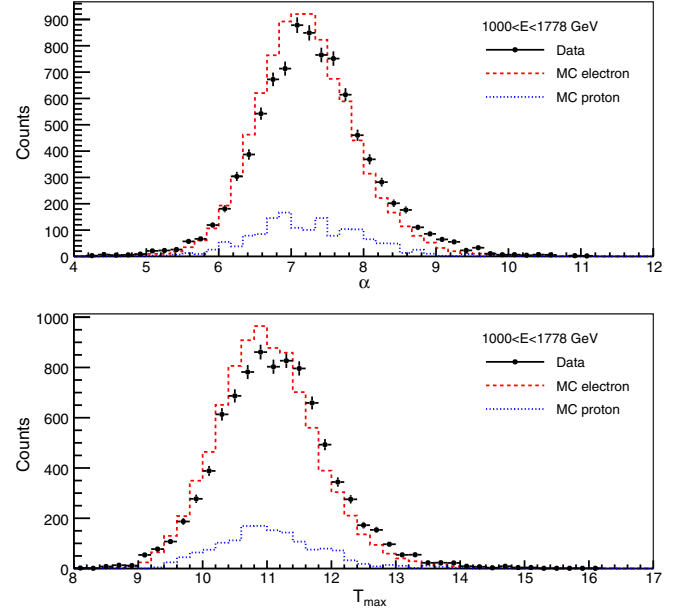 900
800
700
600
500
400
300
200
100
0
Counts
1000<E<1778 GeV
Data
MC electron
MC proton
4 5 6 7 8 9 10 11 12
α
1000
800
600
400
200
0
Counts
1000<E<1778 GeV
Data
MC electron
MC proton
8 9 10 11 12 13 14 15 16 17
Tmax